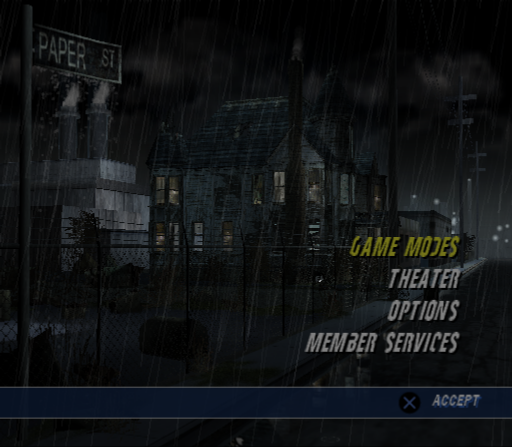 PAPER ST
GAME MODES
THEATER
OPTIONS
MEMBER SERVICES
ACCEPT